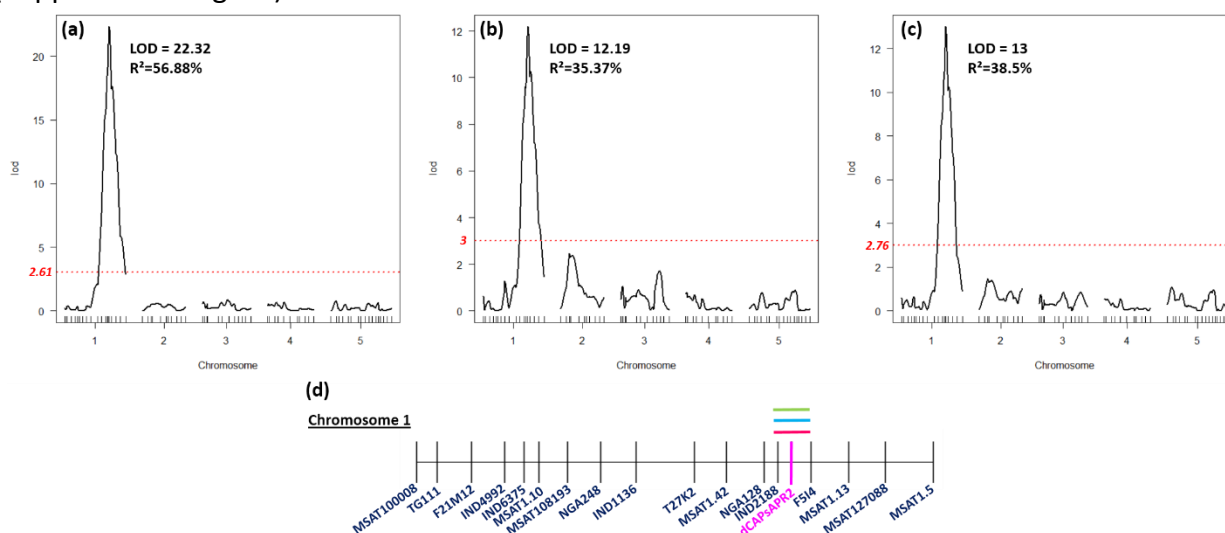 (a)
LOD = 22.32
R²=56.88%
20
15
10
5
2.61
0
lod
1 2 3 4 5
Chromosome
(b)
LOD = 12.19
R²=35.37%
12
10
8
6
4
3
2
0
lod
1 2 3 4 5
Chromosome
(c)
LOD = 13
R²=38.5%
12
10
8
6
4
2.76
2
0
lod
1 2 3 4 5
Chromosome
(d)
Chromosome 1
MSAT100008
TG111
F21M12
IND4992
IND6375
MSAT1.10
MSAT108193
NGA248
IND1136
T27K2
MSAT1.42
NGA128
IND2188
dCAPsAPR2
F5I4
MSAT1.13
MSAT127088
MSAT1.5